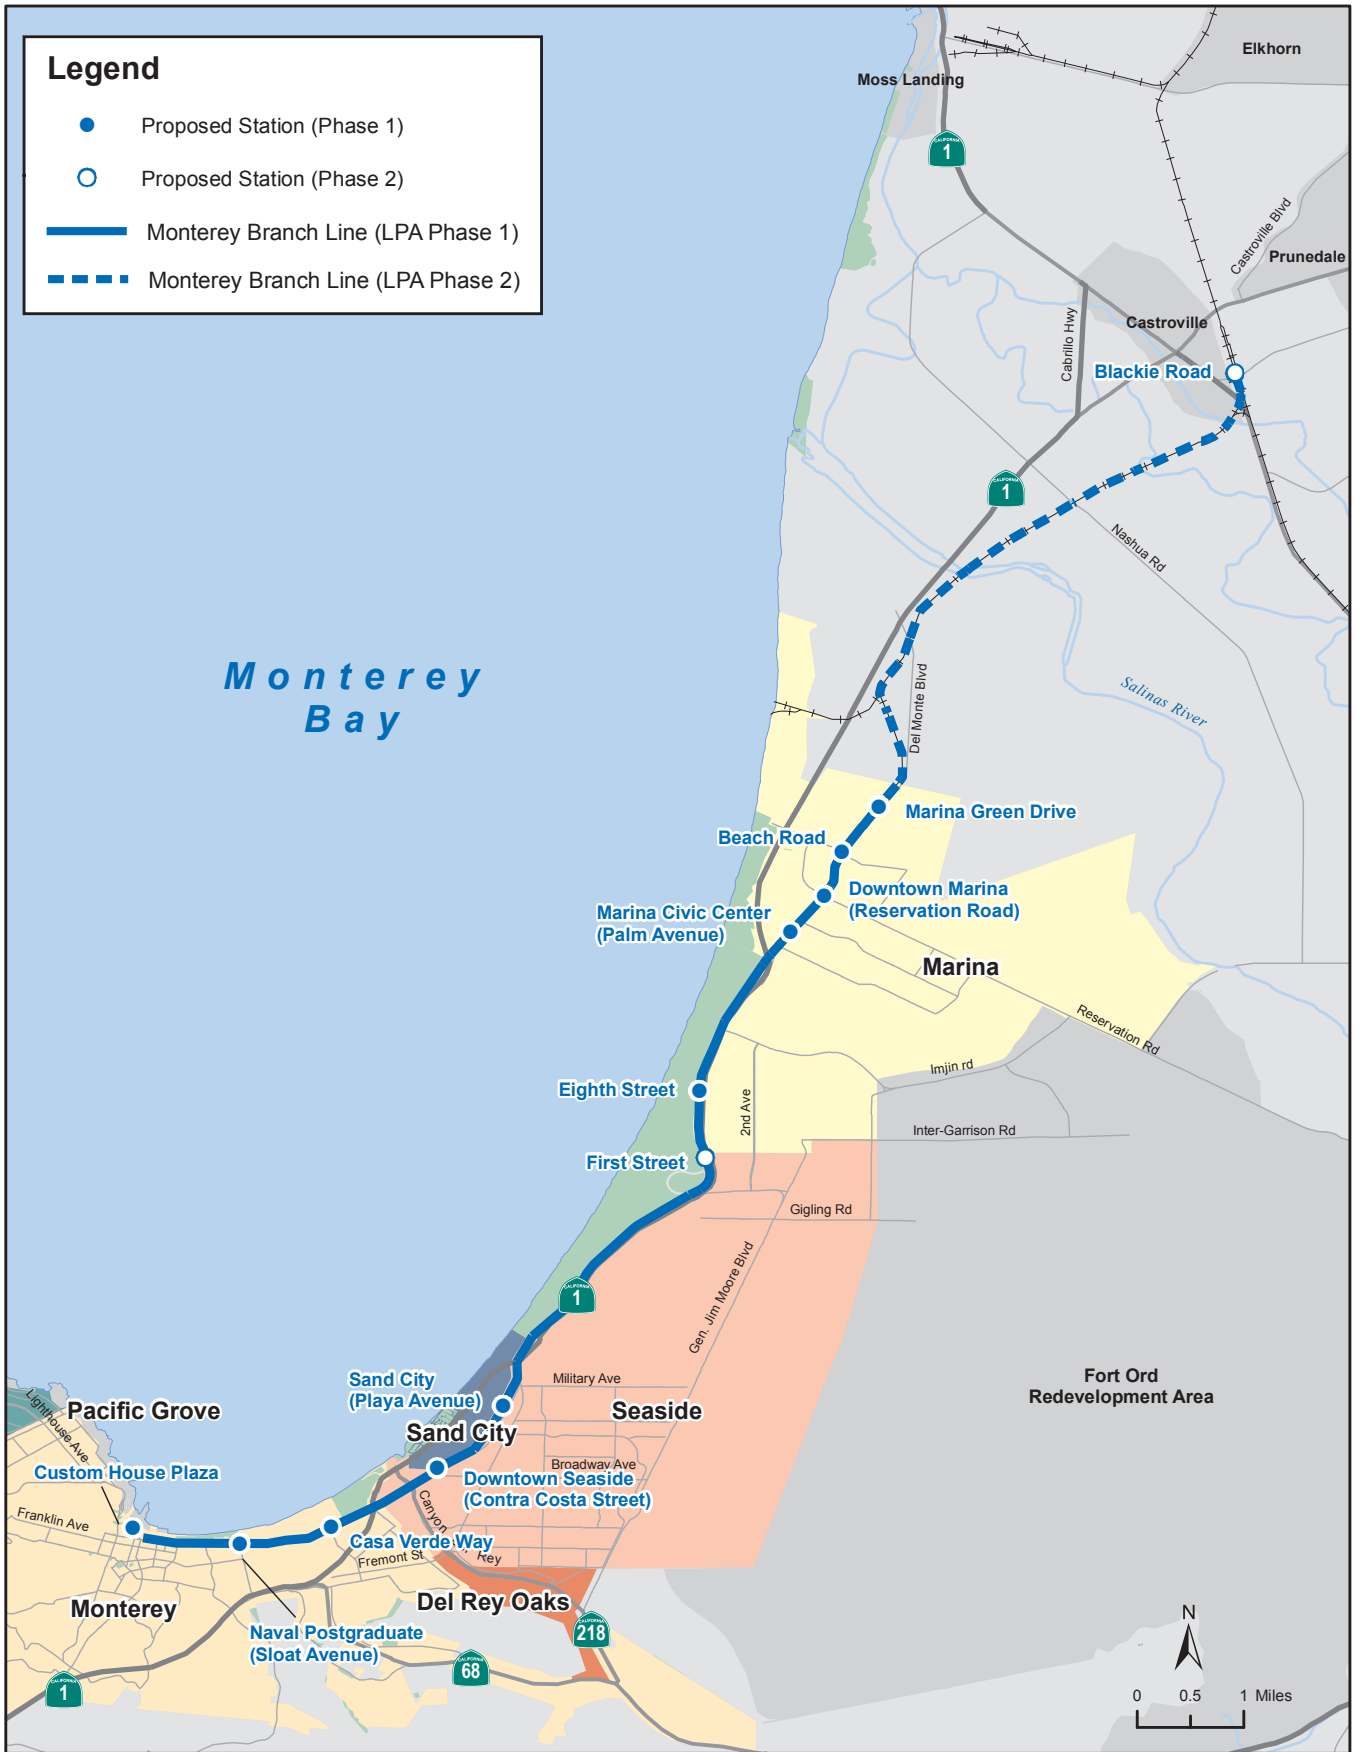 Legend
Proposed Station (Phase 1)
Proposed Station (Phase 2)
Monterey Branch Line (LPA Phase 1)
Monterey Branch Line (LPA Phase 2)
Elkhorn
Moss Landing
CALIFORNIA
1
Castroville Blvd
Prunedale
Castroville
Cabrillo Hwy
Blackie Road
CALIFORNIA
1
Nashua Rd
Monterey
Bay
Salinas River
Del Monte Blvd
Marina Green Drive
Beach Road
Downtown Marina
(Reservation Road)
Marina Civic Center
(Palm Avenue)
Marina
Reservation Rd
Imjin rd
Eighth Street
2nd Ave
Inter-Garrison Rd
First Street
Gigling Rd
CALIFORNIA
1
Gen. Jim Moore Blvd
Sand City
(Playa Avenue)
Military Ave
Fort Ord
Redevelopment Area
Pacific Grove
Lighthouse Ave
Seaside
Sand City
Broadway Ave
Custom House Plaza
Downtown Seaside
(Contra Costa Street)
Canyon
Rey
Franklin Ave
Casa Verde Way
Fremont St
Monterey
Del Rey Oaks
Naval Postgraduate
(Sloat Avenue)
CALIFORNIA
218
CALIFORNIA
68
CALIFORNIA
1
N
0 0.5 1 Miles